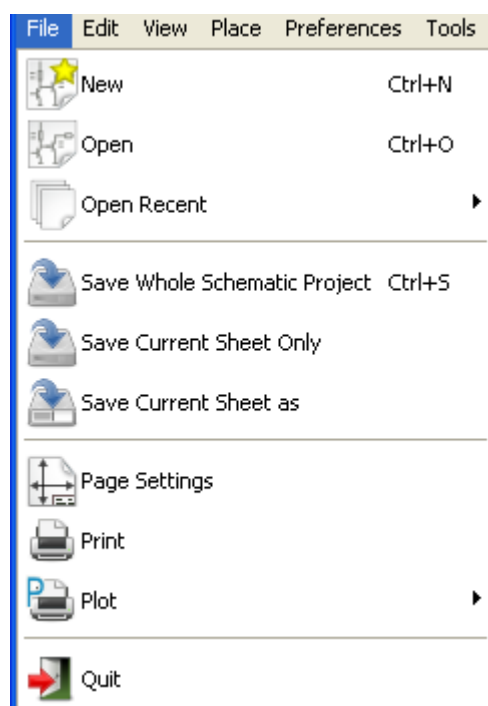 File Edit View Place Preferences Tools
New Ctrl+N
Open Ctrl+O
Open Recent
Save Whole Schematic Project Ctrl+S
Save Current Sheet Only
Save Current Sheet as
Page Settings
Print
Plot
Quit